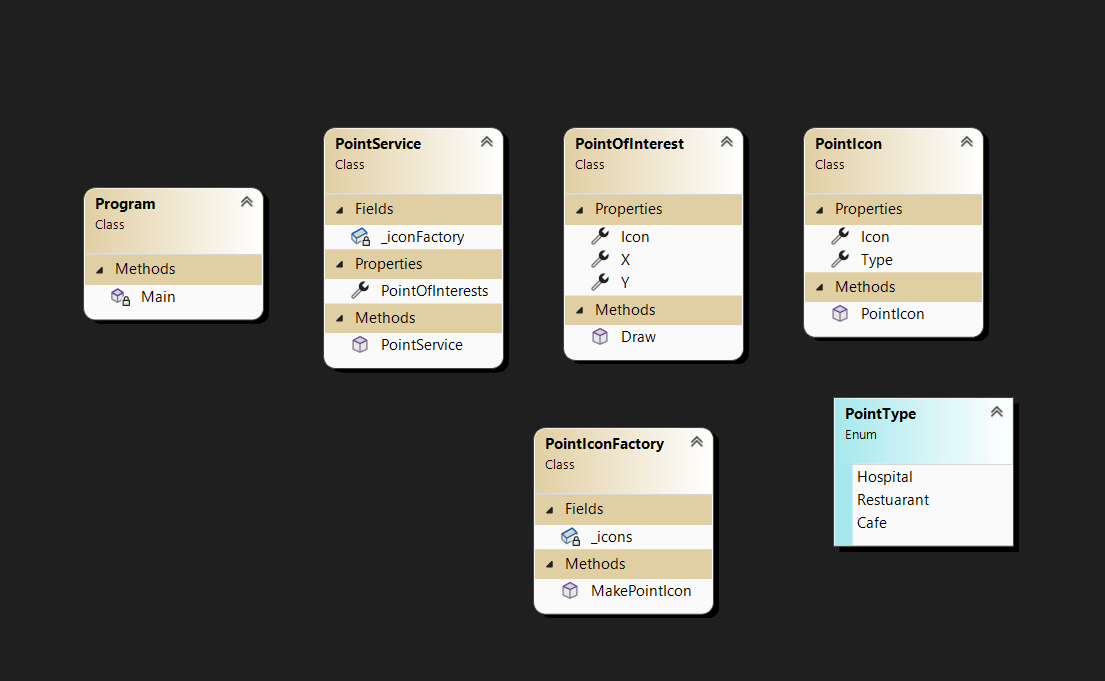 Program
Class
Methods
Main
PointService
Class
Fields
_iconFactory
Properties
PointOfInterests
Methods
PointService
PointOfInterest
Class
Properties
Icon
X
Y
Methods
Draw
PointIcon
Class
Properties
Icon
Type
Methods
PointIcon
PointIconFactory
Class
Fields
_icons
Methods
MakePointIcon
PointType
Enum
Hospital
Restuarant
Cafe